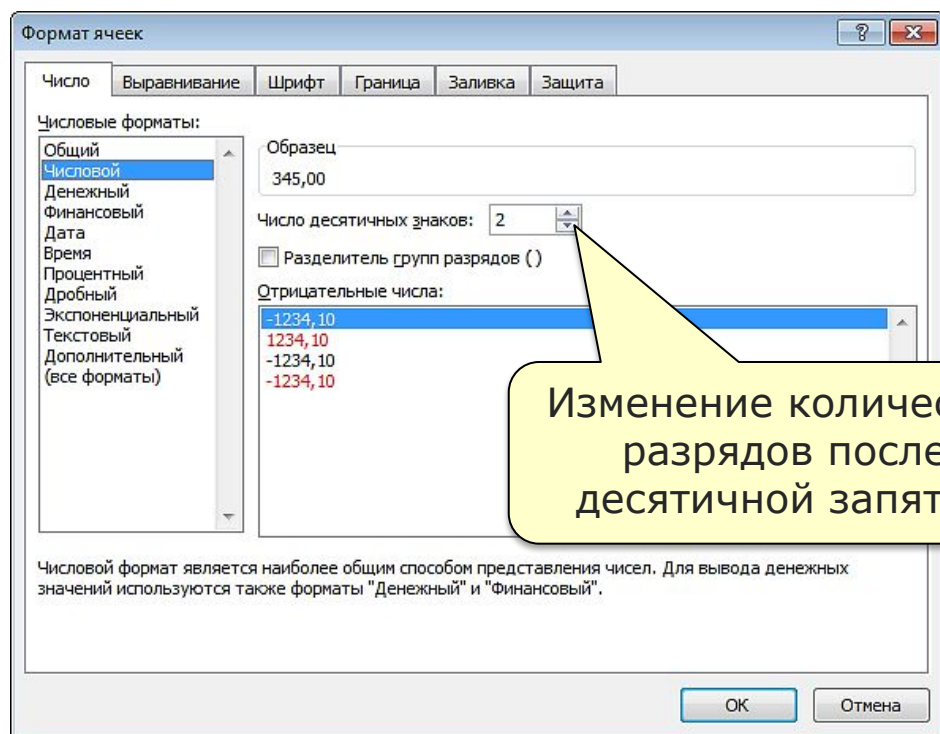 Формат ячеек
Число Выравнивание Шрифт Граница Заливка Защита
Числовые форматы:
Общий
Числовой
Денежный
Финансовый
Дата
Время
Процентный
Дробный
Экспоненциальный
Текстовый
Дополнительный
(все форматы)
Образец
345,00
Число десятичных знаков: 2
Разделитель групп разрядов ( )
Отрицательные числа:
-1234,10
1234,10
-1234,10
-1234,10
Изменение
разрядов после
десятичной
Числовой формат является наиболее общим способом представления чисел. Для вывода денежных
значений используются также форматы "Денежный" и "Финансовый".
ОК Отмена